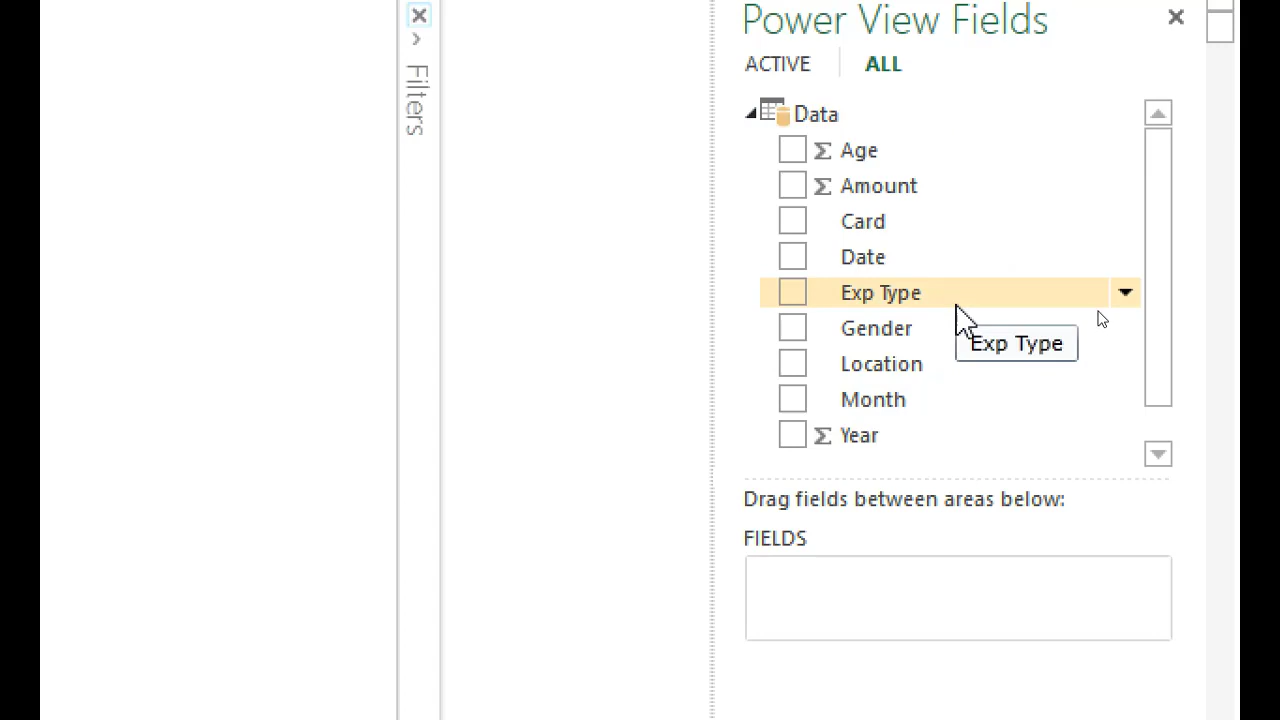 Filters
Power View Fields
ACTIVE
ALL
Data
Σ Age
Σ Amount
Card
Date
Exp Type
Gender
Exp Type
Location
Month
Σ Year
Drag fields between areas below:
FIELDS